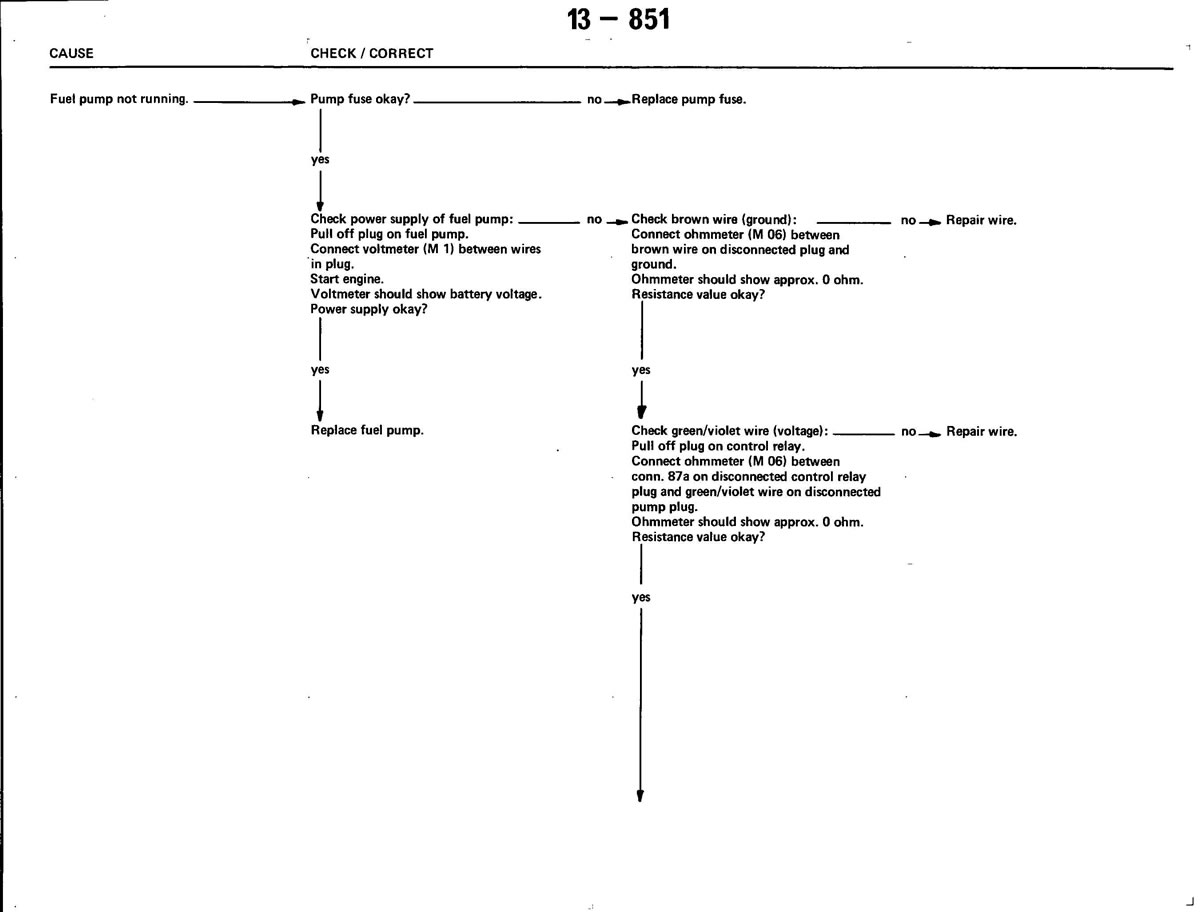 13 – 851
CAUSE
CHECK / CORRECT
Fuel pump not running.
Pump fuse okay?
no
Replace pump fuse.
yes
Check power supply of fuel pump:
Pull off plug on fuel pump.
Connect voltmeter (M 1) between wires
in plug.
Start engine.
Voltmeter should show battery voltage.
Power supply okay?
no
Check brown wire (ground):
Connect ohmmeter (M 06) between
brown wire on disconnected plug and
ground.
Ohmmeter should show approx. 0 ohm.
Resistance value okay?
no
Repair wire.
yes
Replace fuel pump.
yes
Check green/violet wire (voltage):
Pull off plug on control relay.
Connect ohmmeter (M 06) between
conn. 87a on disconnected control relay
plug and green/violet wire on disconnected
pump plug.
Ohmmeter should show approx. 0 ohm.
Resistance value okay?
no
Repair wire.
yes